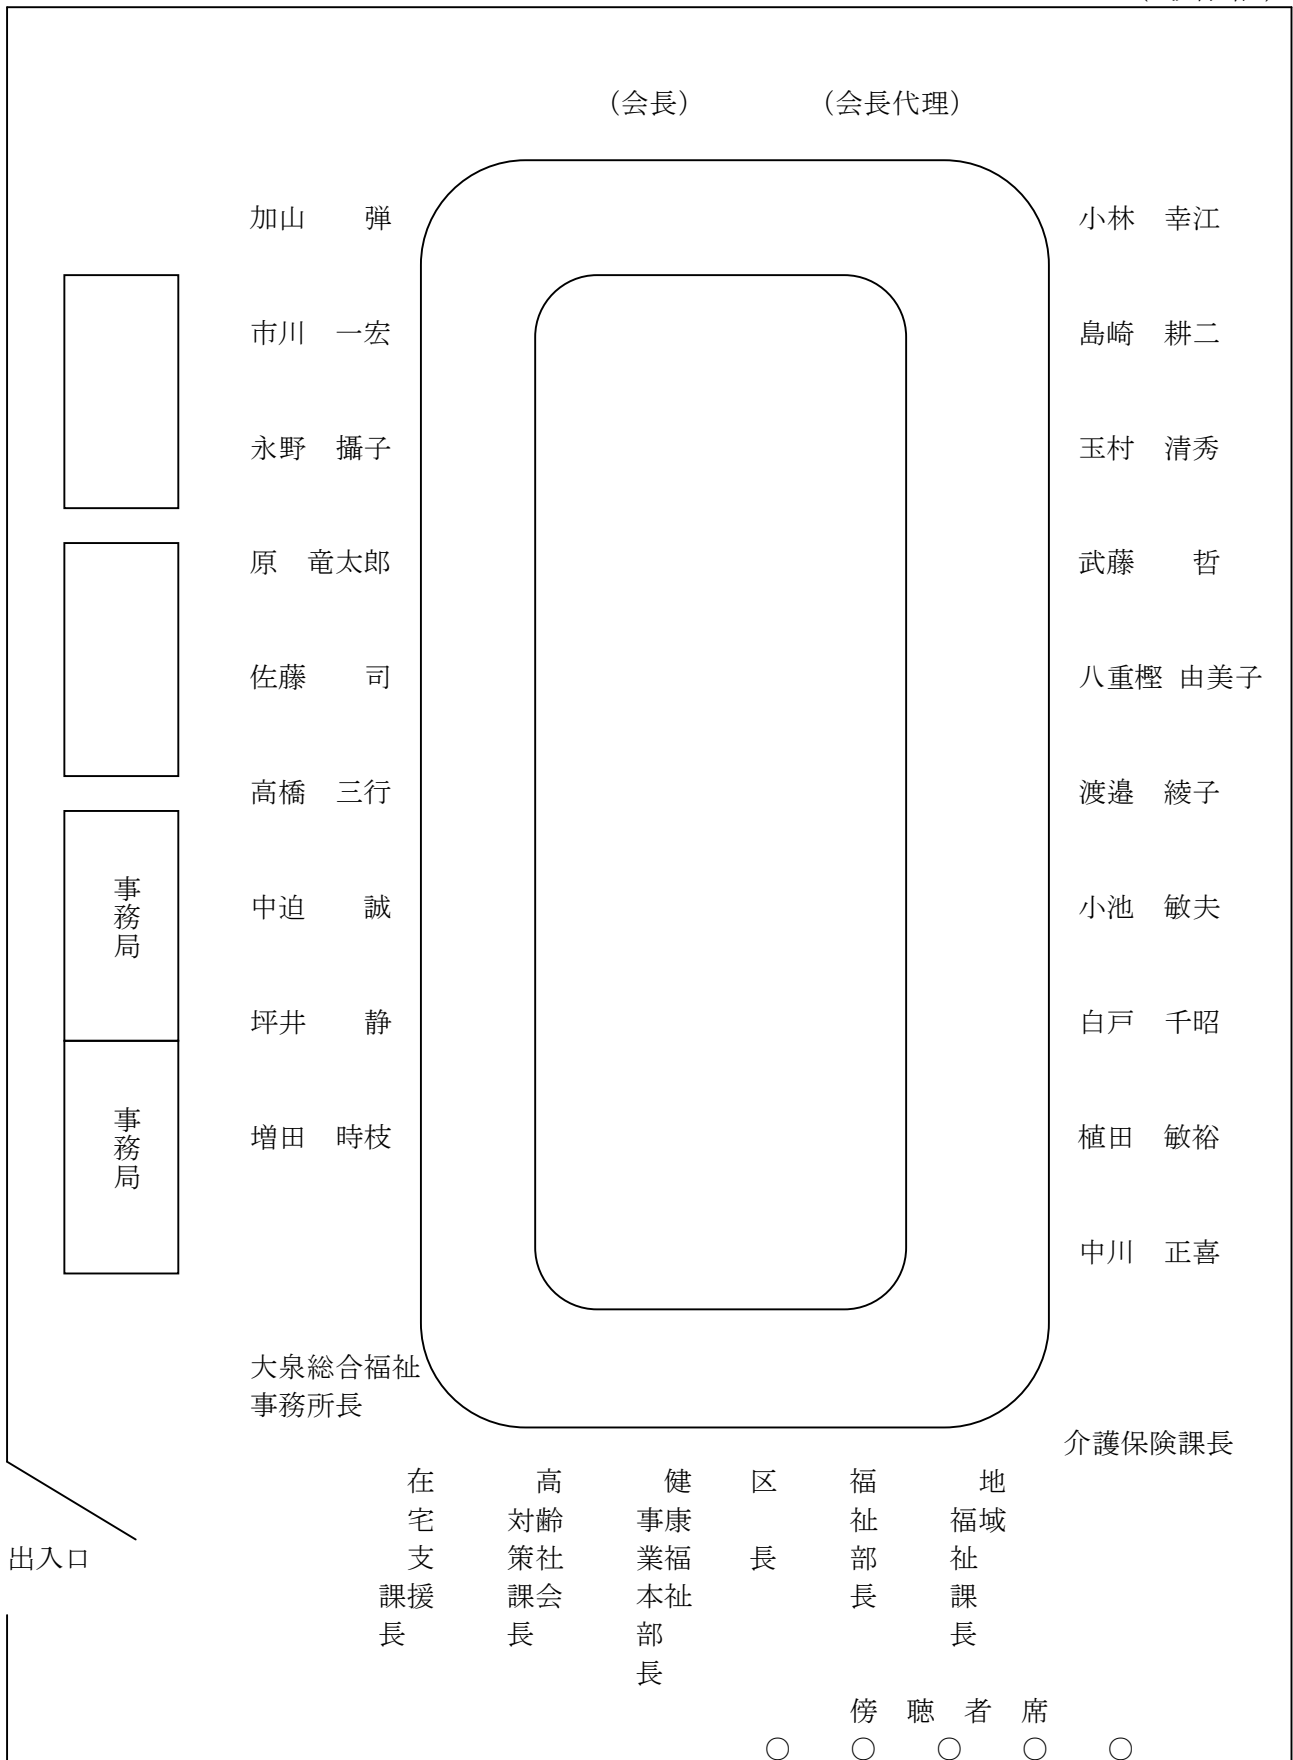 （会長）　（会長代理）
加山　弾　小林　幸江
市川　一宏　島崎　耕二
永野　攝子　玉村　清秀
原　竜太郎　武藤　哲
佐藤　司　八重樫 由美子
高橋　三行　渡邉　綾子
事務局
中迫　誠　小池　敏夫
坪井　静　白戸　千昭
事務局
増田　時枝　植田　敏裕
中川　正喜
大泉総合福祉
事務所長
介護保険課長
在宅支援課長
高齢社会対策課長
健康福祉事業本部長
区長
福祉部長
地域福祉課長
出入口
傍聴者席
○　○　○　○　○